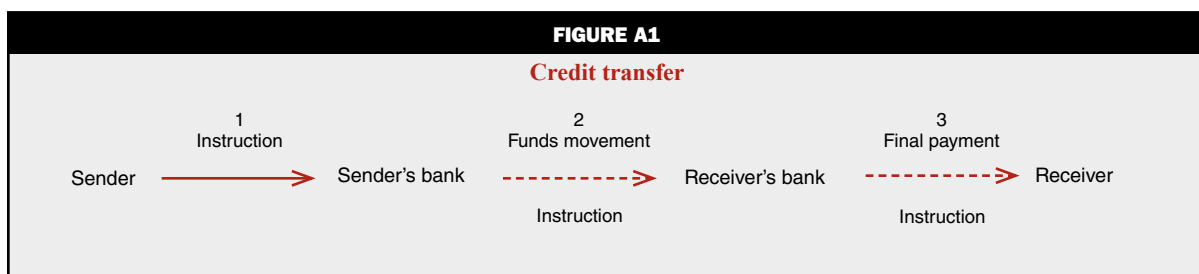 FIGURE A1
Credit transfer
1
Instruction
2
Funds movement
3
Final payment
Sender
Sender’s bank
Receiver’s bank
Receiver
Instruction
Instruction